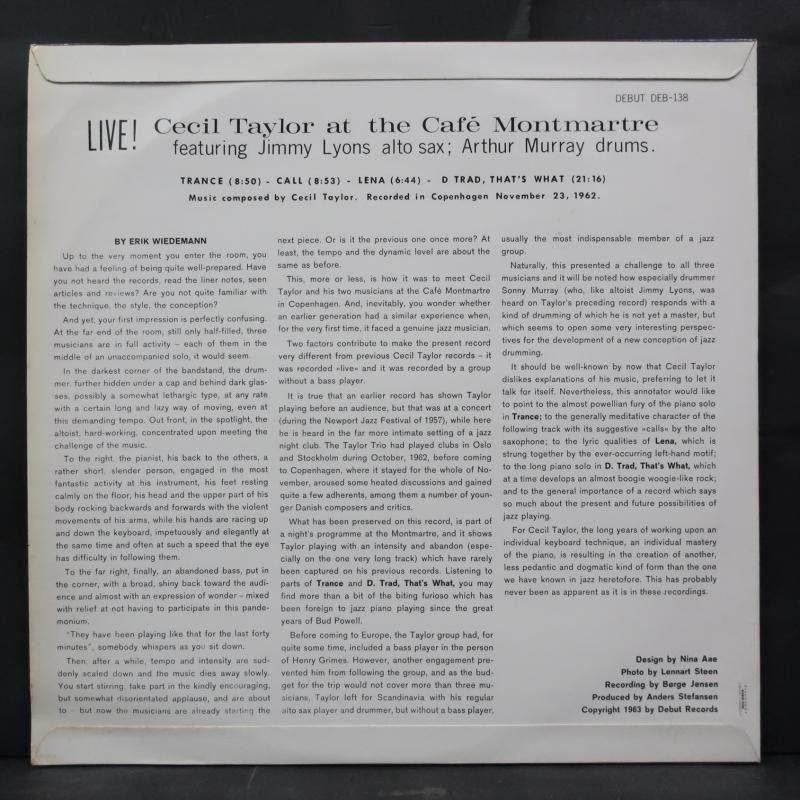 DEBUT DEB-138
LIVE! Cecil Taylor at the Café Montmartre
featuring Jimmy Lyons alto sax; Arthur Murray drums.
TRANCE (8:50) - CALL (8:53) - LENA (6:44) - D TRAD, THAT'S WHAT (21:16)
Music composed by Cecil Taylor. Recorded in Copenhagen November 23, 1962.
BY ERIK WIEDEMANN
Up to the very moment you enter the room, you
have had a feeling of being quite well-prepared. Have
you not heard the records, read the liner notes, seen
articles and reviews? Are you not quite familiar with
the technique, the style, the conception?
And yet, your first impression is perfectly confusing.
At the far end of the room, still only half-filled, three
musicians are in full activity – each of them in the
middle of an unaccompanied solo, it would seem.
In the darkest corner of the bandstand, the drum-
mer, further hidden under a cap and behind dark glas-
ses, possibly a somewhat lethargic type, at any rate
with a certain long and lazy way of moving, even at
this demanding tempo. Out front, in the spotlight, the
altoist, hard-working, concentrated upon meeting the
challenge of the music.
To the right, the pianist, his back to the others, a
rather short, slender person, engaged in the most
fantastic activity at his instrument, his feet resting
calmly on the floor, his head and the upper part of his
body rocking backwards and forwards with the violent
movements of his arms, while his hands are racing up
and down the keyboard, impetuously and elegantly at
the same time and often at such a speed that the eye
has difficulty in following them.
To the far right, finally, an abandoned bass, put in
the corner, with a broad, shiny back toward the audi-
ence and almost with an expression of wonder – mixed
with relief at not having to participate in this pande-
monium.
"They have been playing like that for the last forty
minutes", somebody whispers as you sit down.
Then, after a while, tempo and intensity are sud-
denly scaled down and the music dies away slowly.
You start stirring, take part in the kindly encouraging,
but somewhat disorientated applause, and are about
to – but now the musicians are already starting the
next piece. Or is it the previous one once more? At
least, the tempo and the dynamic level are about the
same as before.
This, more or less, is how it was to meet Cecil
Taylor and his two musicians at the Café Montmartre
in Copenhagen. And, inevitably, you wonder whether
an earlier generation had a similar experience when,
for the very first time, it faced a genuine jazz musician.
Two factors contribute to make the present record
very different from previous Cecil Taylor records – it
was recorded »live« and it was recorded by a group
without a bass player.
It is true that an earlier record has shown Taylor
playing before an audience, but that was at a concert
(during the Newport Jazz Festival of 1957), while here
he is heard in the far more intimate setting of a jazz
night club. The Taylor Trio had played clubs in Oslo
and Stockholm during October, 1962, before coming
to Copenhagen, where it stayed for the whole of No-
vember, aroused some heated discussions and gained
quite a few adherents, among them a number of youn-
ger Danish composers and critics.
What has been preserved on this record, is part of
a night's programme at the Montmartre, and it shows
Taylor playing with an intensity and abandon (espe-
cially on the one very long track) which have rarely
been captured on his previous records. Listening to
parts of Trance and D. Trad, That's What, you may
find more than a bit of the biting furioso which has
been foreign to jazz piano playing since the great
years of Bud Powell.
Before coming to Europe, the Taylor group had, for
quite some time, included a bass player in the person
of Henry Grimes. However, another engagement pre-
vented him from following the group, and as the bud-
get for the trip would not cover more than three mu-
sicians, Taylor left for Scandinavia with his regular
alto sax player and drummer, but without a bass player,
usually the most indispensable member of a jazz
group.
Naturally, this presented a challenge to all three
musicians and it will be noted how especially drummer
Sonny Murray (who, like altoist Jimmy Lyons, was
heard on Taylor's preceding record) responds with a
kind of drumming of which he is not yet a master, but
which seems to open some very interesting perspec-
tives for the development of a new conception of jazz
drumming.
It should be well-known by now that Cecil Taylor
dislikes explanations of his music, preferring to let it
talk for itself. Nevertheless, this annotator would like
to point to the almost powellian fury of the piano solo
in Trance; to the generally meditative character of the
following track with its suggestive »calls« by the alto
saxophone; to the lyric qualities of Lena, which is
strung together by the ever-occurring left-hand motif;
to the long piano solo in D. Trad, That's What, which
at a time develops an almost boogie woogie-like rock;
and to the general importance of a record which says
so much about the present and future possibilities of
jazz playing.
For Cecil Taylor, the long years of working upon an
individual keyboard technique, an individual mastery
of the piano, is resulting in the creation of another,
less pedantic and dogmatic kind of form than the one
we have known in jazz heretofore. This has probably
never been as apparent as it is in these recordings.
Design by Nina Aae
Photo by Lennart Steen
Recording by Børge Jensen
Produced by Anders Stefansen
Copyright 1963 by Debut Records